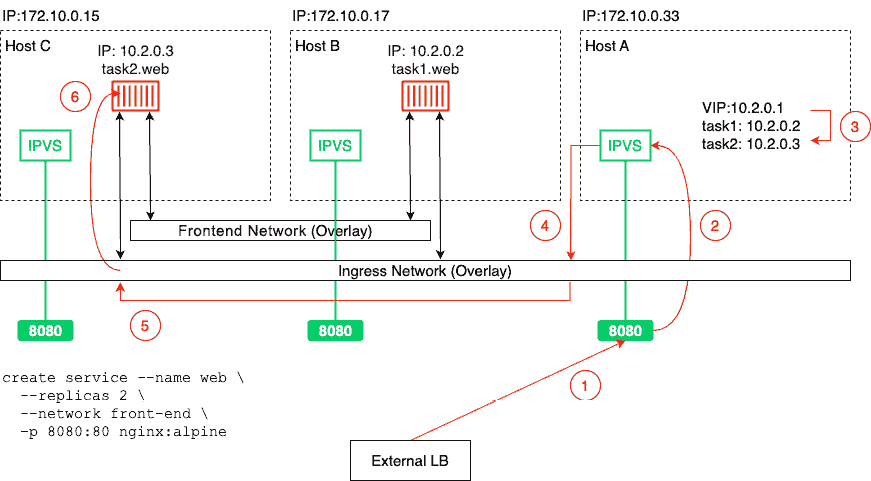 IP:172.10.0.15
IP:172.10.0.17
IP:172.10.0.33
Host C
IP: 10.2.0.3
task2.web
6
IPVS
Host B
IP: 10.2.0.2
task1.web
IPVS
Host A
VIP:10.2.0.1
task1: 10.2.0.2
task2: 10.2.0.3
3
IPVS
2
4
Frontend Network (Overlay)
Ingress Network (Overlay)
5
8080
8080
8080
1
create service --name web \
--replicas 2 \
--network front-end \
-p 8080:80 nginx:alpine
External LB